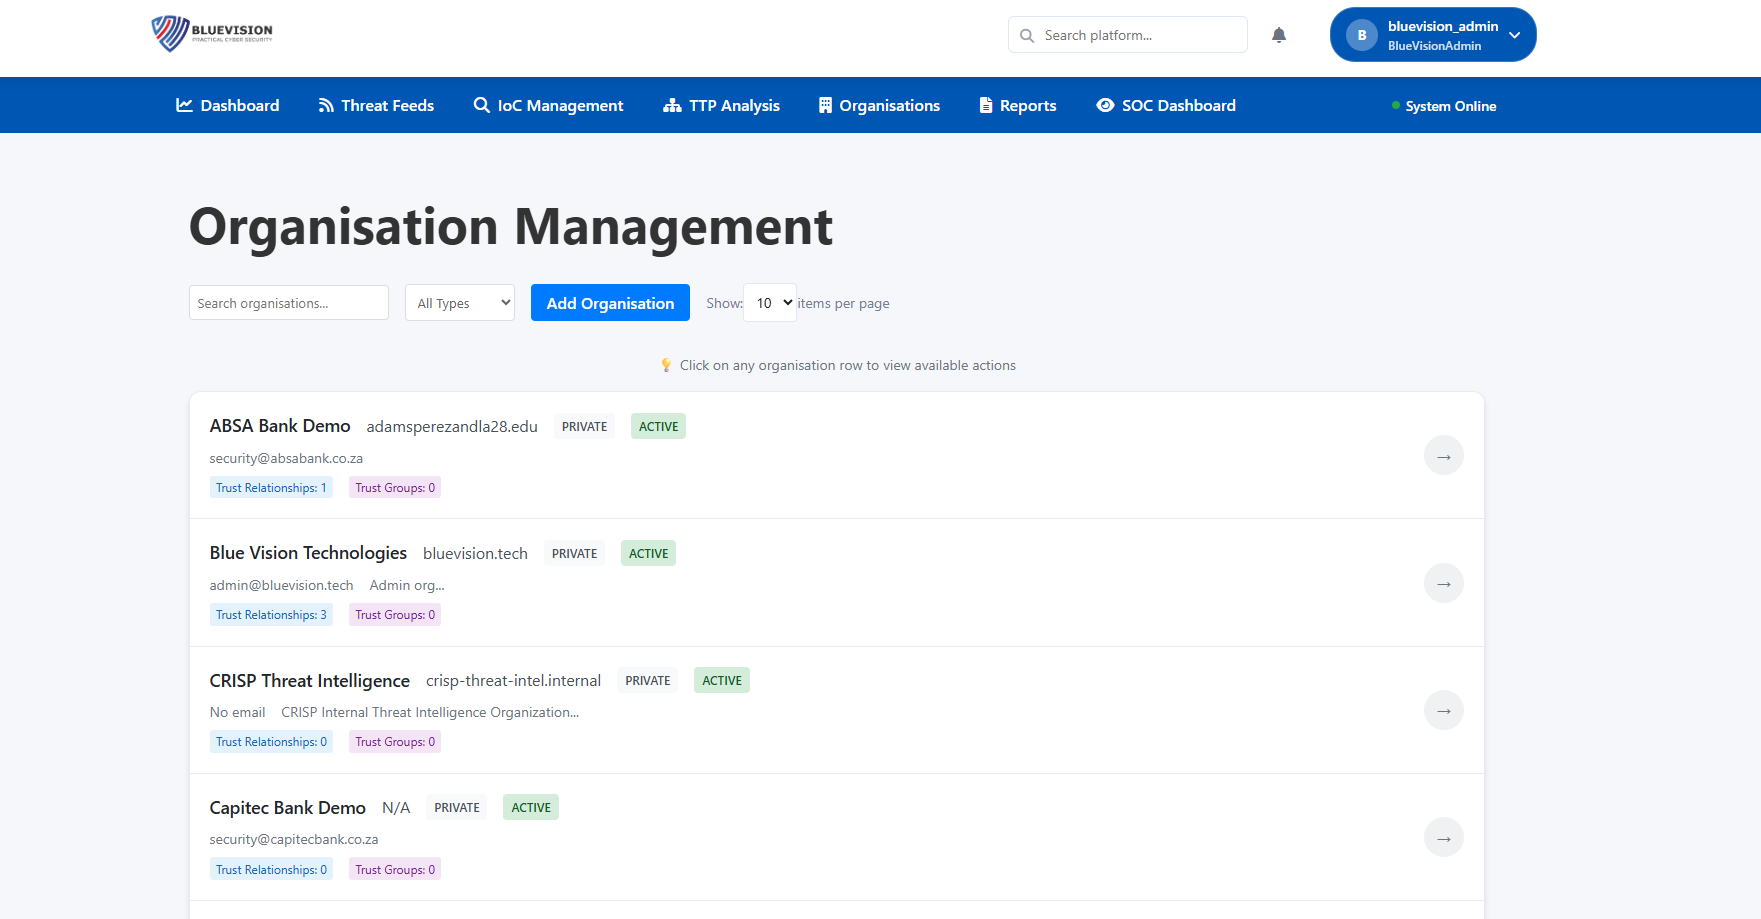 BLUEVISION
PRACTICAL CYBER SECURITY
Search platform...
B
bluevision_admin
BlueVisionAdmin
Dashboard
Threat Feeds
IoC Management
TTP Analysis
Organisations
Reports
SOC Dashboard
System Online
Organisation Management
Search organisations...
All Types
Add Organisation
Show: 10 items per page
Click on any organisation row to view available actions
ABSA Bank Demo adamsperezandla28.edu PRIVATE ACTIVE
security@absabank.co.za
Trust Relationships: 1 Trust Groups: 0
→
Blue Vision Technologies bluevision.tech PRIVATE ACTIVE
admin@bluevision.tech Admin org...
Trust Relationships: 3 Trust Groups: 0
→
CRISP Threat Intelligence crisp-threat-intel.internal PRIVATE ACTIVE
No email CRISP Internal Threat Intelligence Organization...
Trust Relationships: 0 Trust Groups: 0
→
Capitec Bank Demo N/A PRIVATE ACTIVE
security@capitecbank.co.za
Trust Relationships: 0 Trust Groups: 0
→